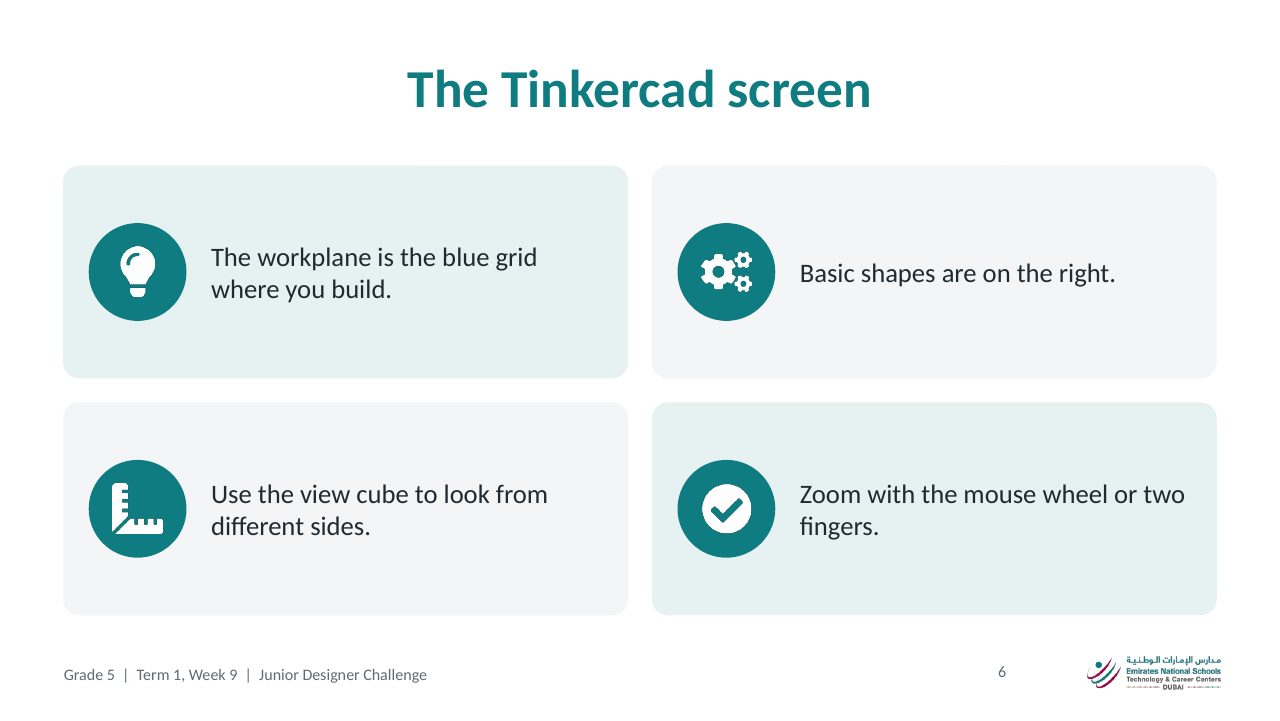 The Tinkercad screen
The workplane is the blue grid
where you build.
Basic shapes are on the right.
Use the view cube to look from
different sides.
Zoom with the mouse wheel or two
fingers.
Grade 5 | Term 1, Week 9 | Junior Designer Challenge
6
مدارس الإمارات الوطنية
Emirates National Schools
Technology & Career Centers
DUBAI